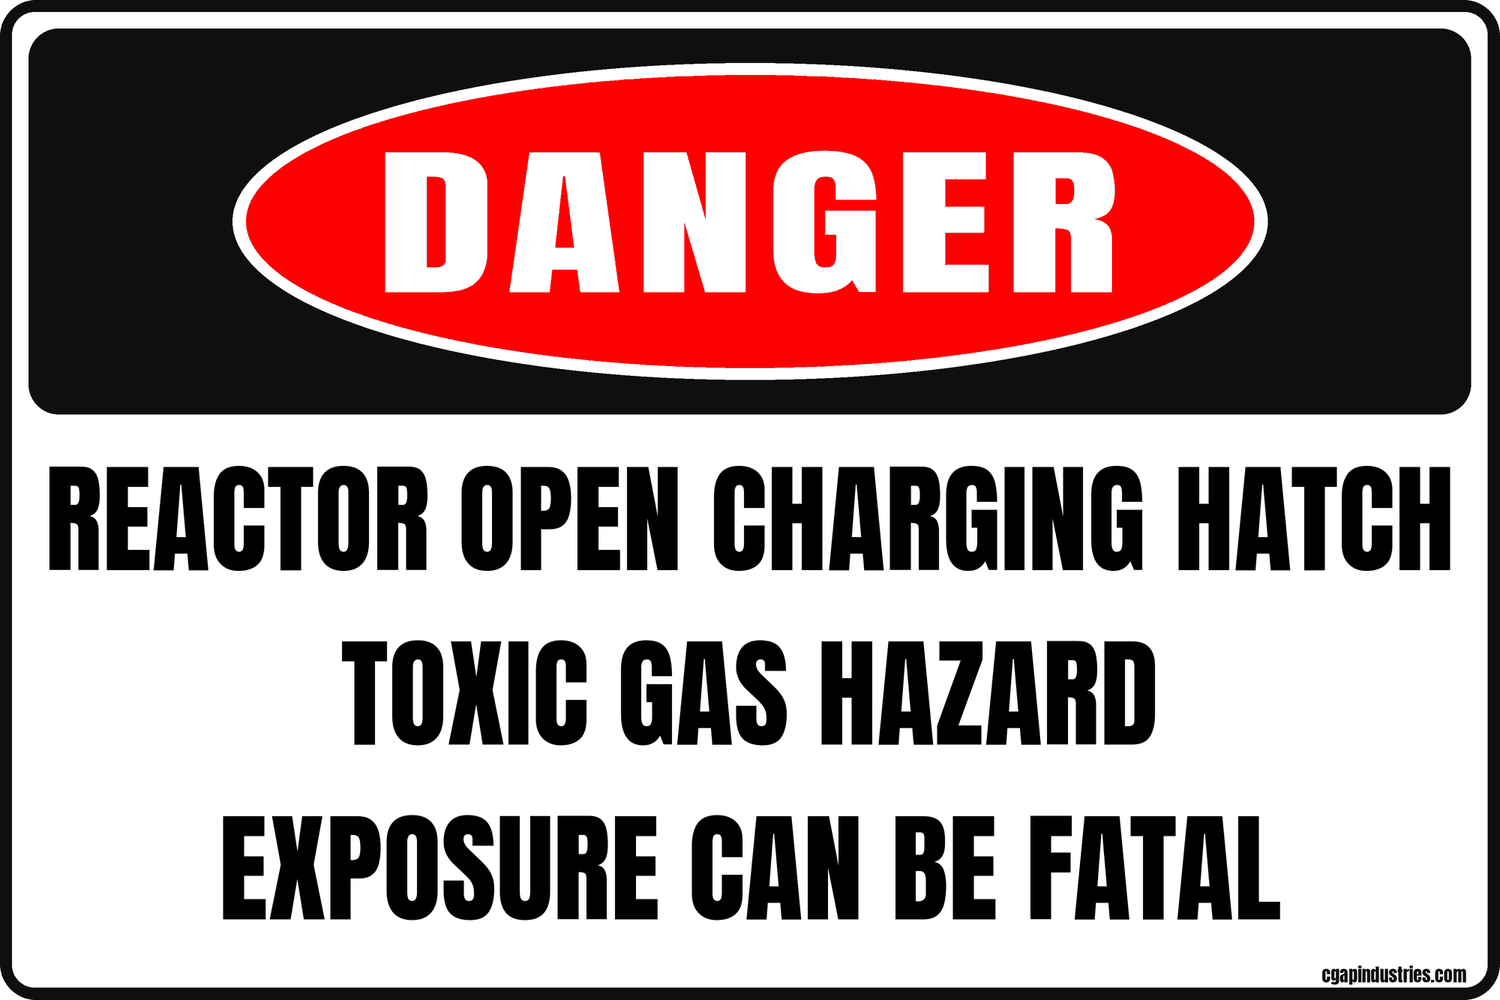 DANGER
REACTOR OPEN CHARGING HATCH
TOXIC GAS HAZARD
EXPOSURE CAN BE FATAL
cgapindustries.com